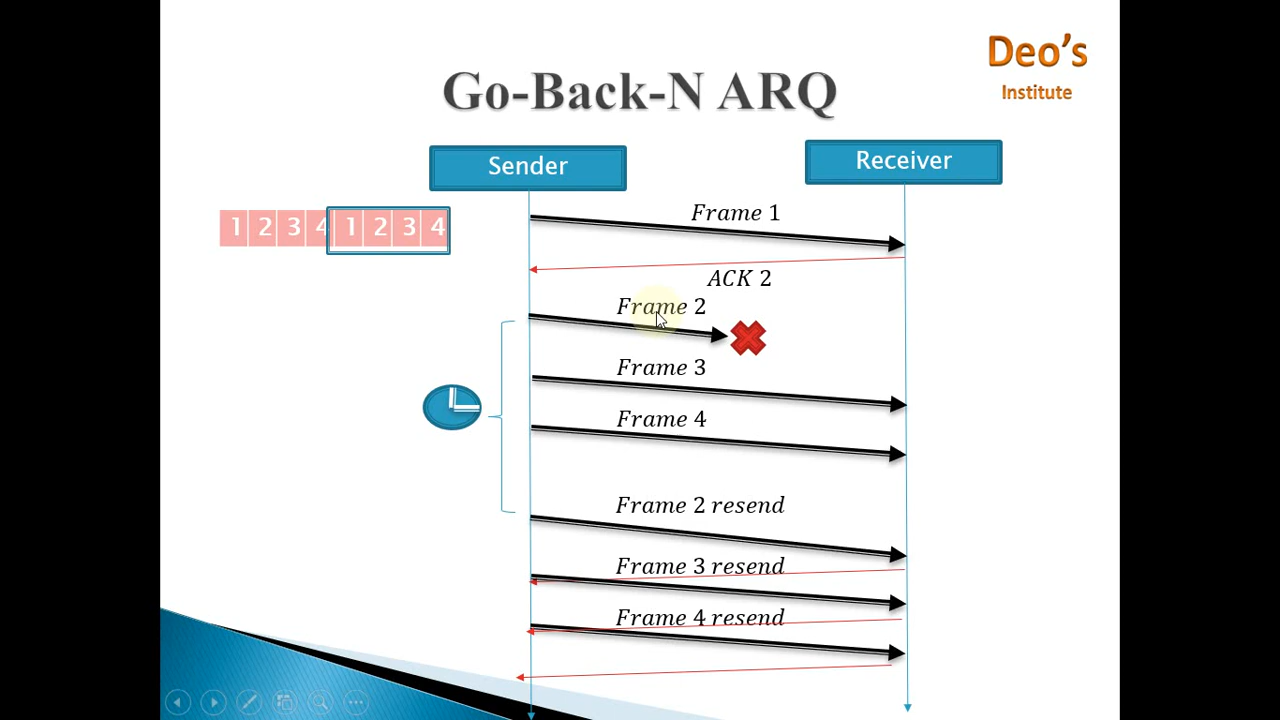 Deo's
Institute
Go-Back-N ARQ
Sender
Receiver
1 2 3 4 1 2 3 4
Frame 1
ACK 2
Frame 2
Frame 3
Frame 4
Frame 2 resend
Frame 3 resend
Frame 4 resend